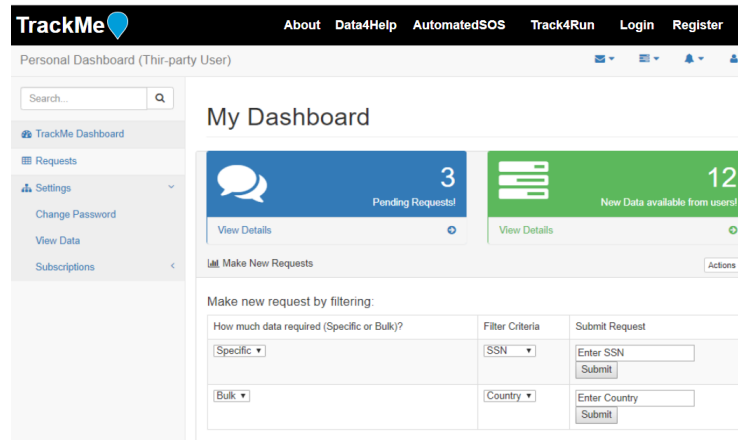 TrackMe About Data4Help AutomatedSOS Track4Run Login Register
Personal Dashboard (Thir-party User)
Search...
TrackMe Dashboard
Requests
Settings
Change Password
View Data
Subscriptions
My Dashboard
3
Pending Requests!
View Details
12
New Data available from users!
View Details
Make New Requests
Actions
Make new request by filtering:
How much data required (Specific or Bulk)? Filter Criteria Submit Request
Specific SSN Enter SSN
Submit
Bulk Country Enter Country
Submit